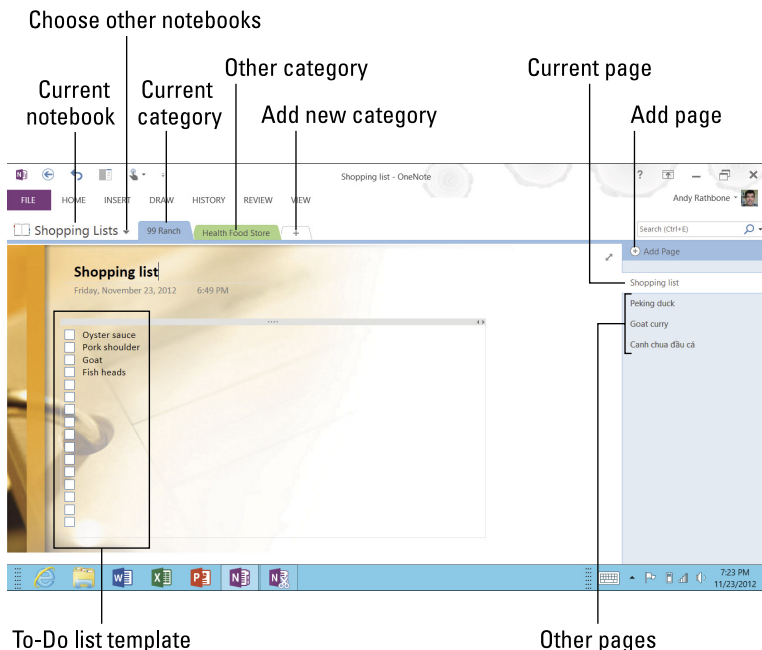 Choose other notebooks
Other category
Current page
Current
notebook
Current
category
Add new category
Add page
Shopping list - OneNote
?
FILE
HOME
INSERT
DRAW
HISTORY
REVIEW
VIEW
Andy Rathbone
Shopping Lists
99 Ranch
Health Food Store
+
Search (Ctrl+E)
Add Page
Shopping list
Friday, November 23, 2012
6:49 PM
Shopping list
Peking duck
Goat curry
Canh chua đầu cá
Oyster sauce
Pork shoulder
Goat
Fish heads
7:23 PM
11/23/2012
To-Do list template
Other pages